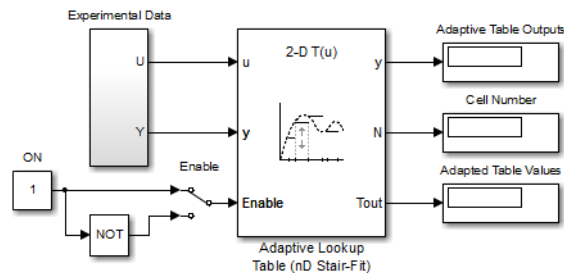 Experimental Data
U
Y
2-D T(u)
u
y
Enable
y
N
Tout
Adaptive Lookup
Table (nD Stair-Fit)
Adaptive Table Outputs
Cell Number
Adapted Table Values
ON
1
NOT
Enable